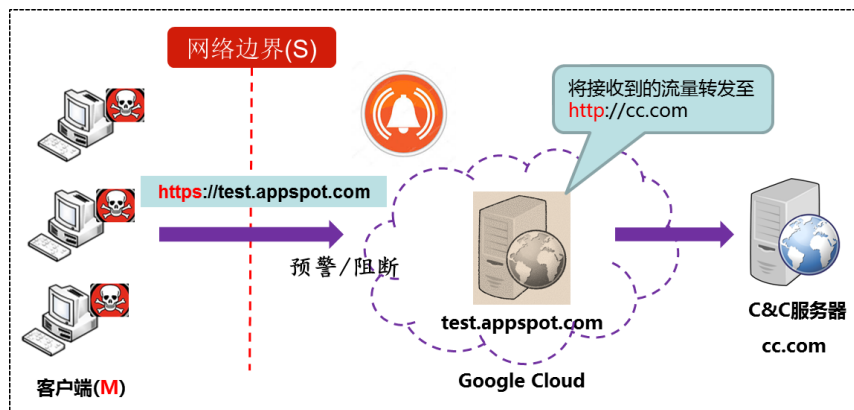 网络边界(S)
将接收到的流量转发至
http://cc.com
https://test.appspot.com
预警/阻断
test.appspot.com
C&C服务器
cc.com
Google Cloud
客户端(M)